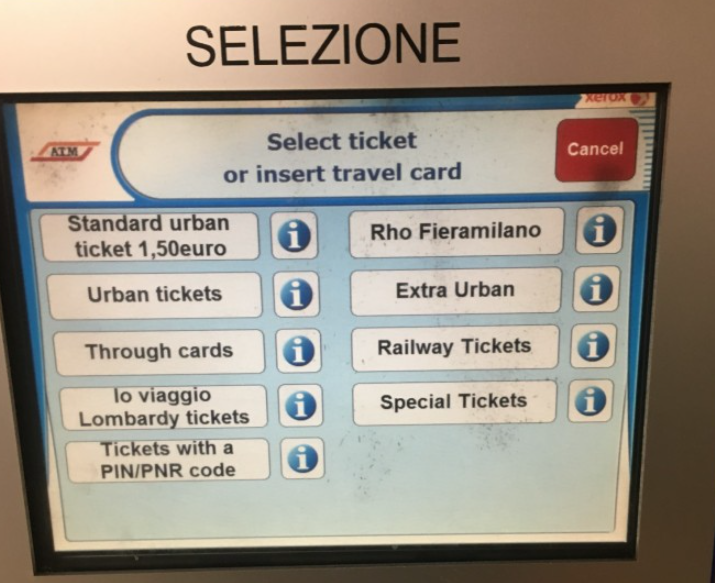 SELEZIONE
xerox
ATM
Select ticket
or insert travel card
Cancel
Standard urban
ticket 1,50euro
i
Rho Fieramilano
i
Urban tickets
i
Extra Urban
i
Through cards
i
Railway Tickets
i
Io viaggio
Lombardy tickets
i
Special Tickets
i
Tickets with a
PIN/PNR code
i